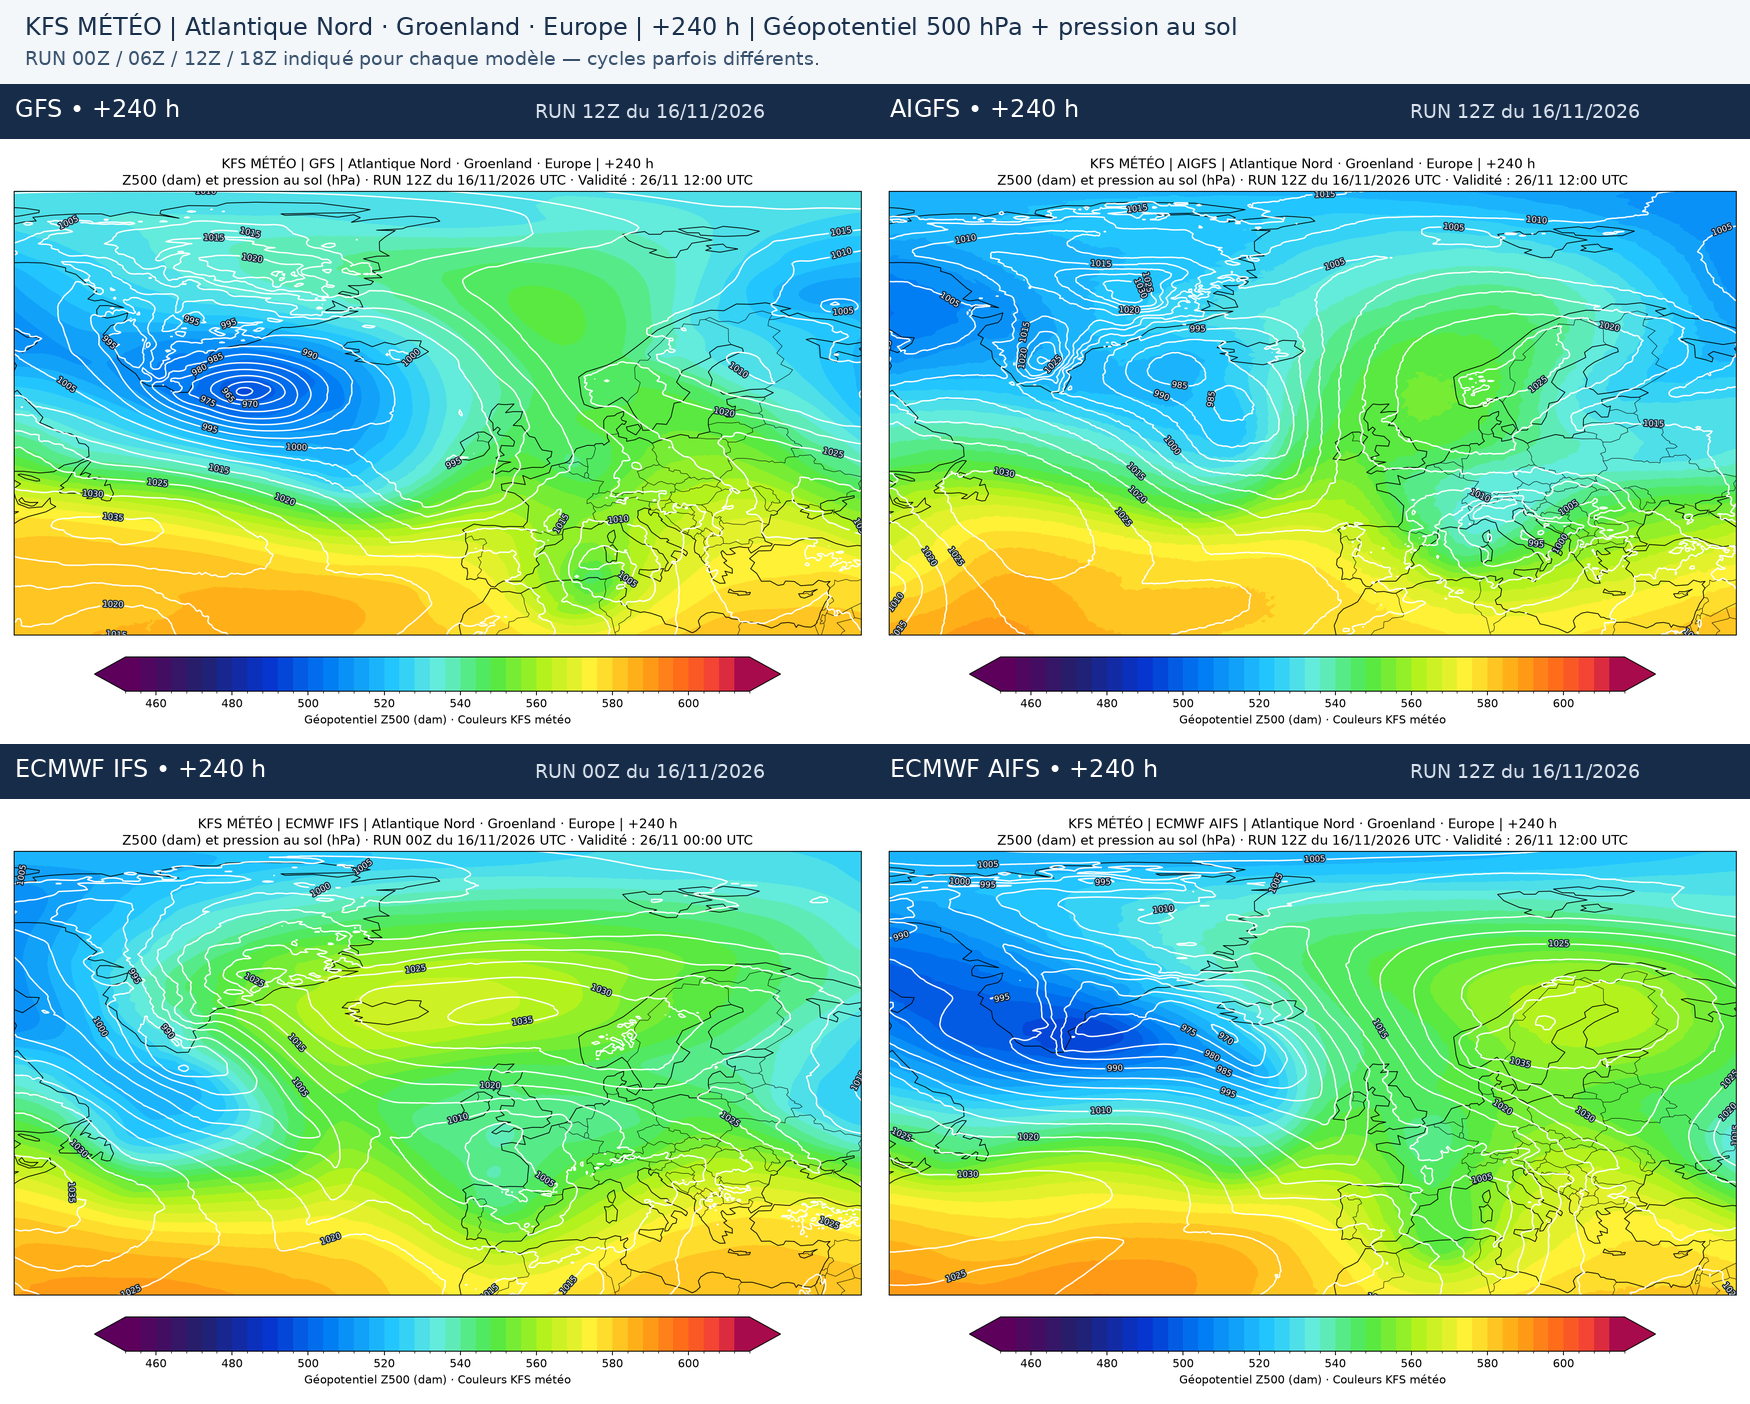 KFS MÉTÉO | Atlantique Nord · Groenland · Europe | +240 h | Géopotentiel 500 hPa + pression au sol
RUN 00Z / 06Z / 12Z / 18Z indiqué pour chaque modèle — cycles parfois différents.
GFS • +240 h
RUN 12Z du 16/11/2026
KFS MÉTÉO | GFS | Atlantique Nord · Groenland · Europe | +240 h
Z500 (dam) et pression au sol (hPa) · RUN 12Z du 16/11/2026 UTC · Validité : 26/11 12:00 UTC
460 480 500 520 540 560 580 600
Géopotentiel Z500 (dam) · Couleurs KFS météo
AIGFS • +240 h
RUN 12Z du 16/11/2026
KFS MÉTÉO | AIGFS | Atlantique Nord · Groenland · Europe | +240 h
Z500 (dam) et pression au sol (hPa) · RUN 12Z du 16/11/2026 UTC · Validité : 26/11 12:00 UTC
460 480 500 520 540 560 580 600
Géopotentiel Z500 (dam) · Couleurs KFS météo
ECMWF IFS • +240 h
RUN 00Z du 16/11/2026
KFS MÉTÉO | ECMWF IFS | Atlantique Nord · Groenland · Europe | +240 h
Z500 (dam) et pression au sol (hPa) · RUN 00Z du 16/11/2026 UTC · Validité : 26/11 00:00 UTC
460 480 500 520 540 560 580 600
Géopotentiel Z500 (dam) · Couleurs KFS météo
ECMWF AIFS • +240 h
RUN 12Z du 16/11/2026
KFS MÉTÉO | ECMWF AIFS | Atlantique Nord · Groenland · Europe | +240 h
Z500 (dam) et pression au sol (hPa) · RUN 12Z du 16/11/2026 UTC · Validité : 26/11 12:00 UTC
460 480 500 520 540 560 580 600
Géopotentiel Z500 (dam) · Couleurs KFS météo